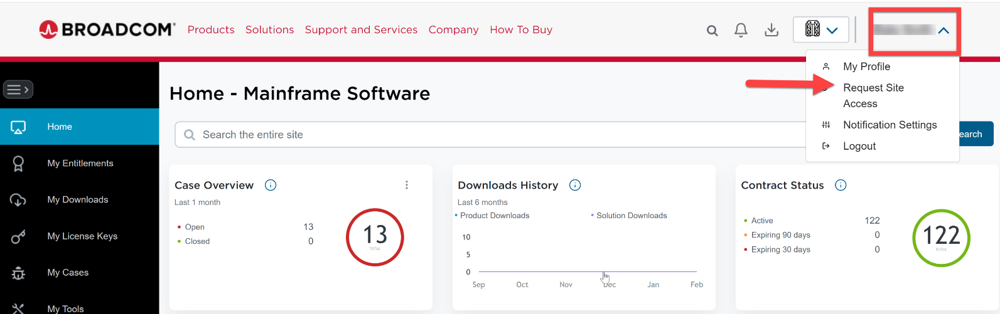 BROADCOM
Products Solutions Support and Services Company How To Buy
My Profile
Request Site
Access
Notification Settings
Logout
Home - Mainframe Software
Search the entire site
earch
Home
My Entitlements
My Downloads
My License Keys
My Cases
My Tools
Case Overview
Last 1 month
Open 13
Closed 0
13
TOTAL
Downloads History
Last 6 months
Product Downloads Solution Downloads
10
5
0
Sep Oct Nov Dec Jan Feb
Contract Status
Active 122
Expiring 90 days 0
Expiring 30 days 0
122
TOTAL